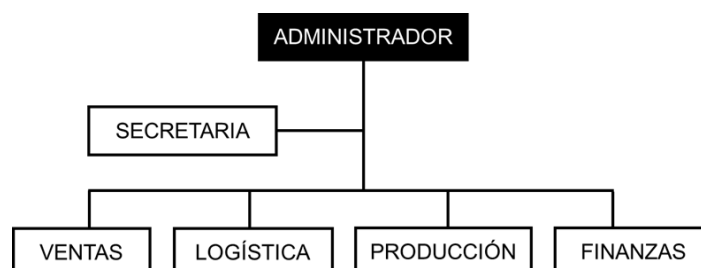 ADMINISTRADOR
SECRETARIA
VENTAS
LOGÍSTICA
PRODUCCIÓN
FINANZAS